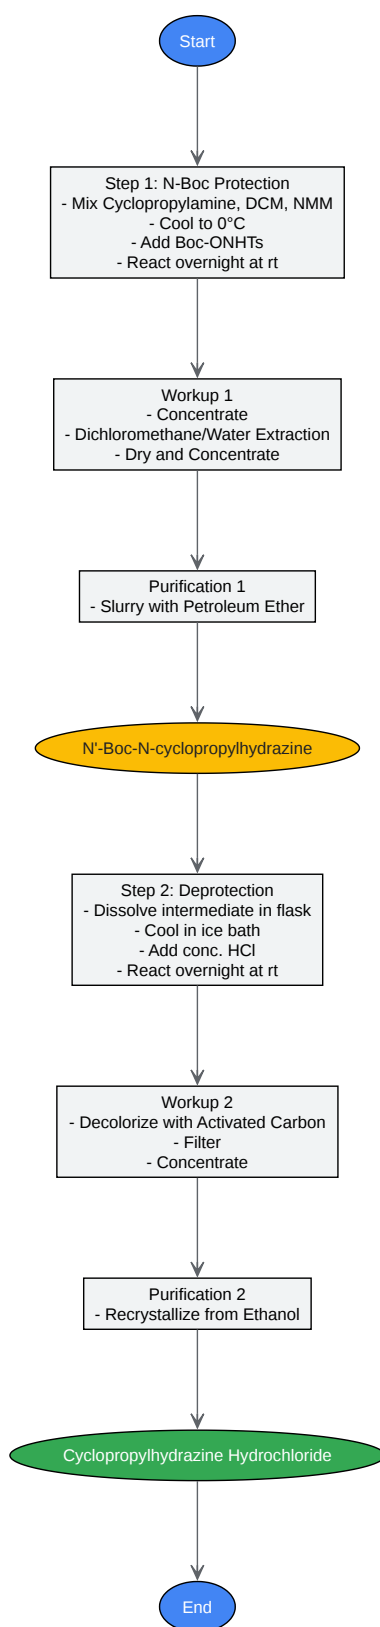 Start
Step 1: N-Boc Protection
- Mix Cyclopropylamine, DCM, NMM
- Cool to 0°C
- Add Boc-ONHTs
- React overnight at rt
Workup 1
- Concentrate
- Dichloromethane/Water Extraction
- Dry and Concentrate
Purification 1
- Slurry with Petroleum Ether
N'-Boc-N-cyclopropylhydrazine
Step 2: Deprotection
- Dissolve intermediate in flask
- Cool in ice bath
- Add conc. HCl
- React overnight at rt
Workup 2
- Decolorize with Activated Carbon
- Filter
- Concentrate
Purification 2
- Recrystallize from Ethanol
Cyclopropylhydrazine Hydrochloride
End